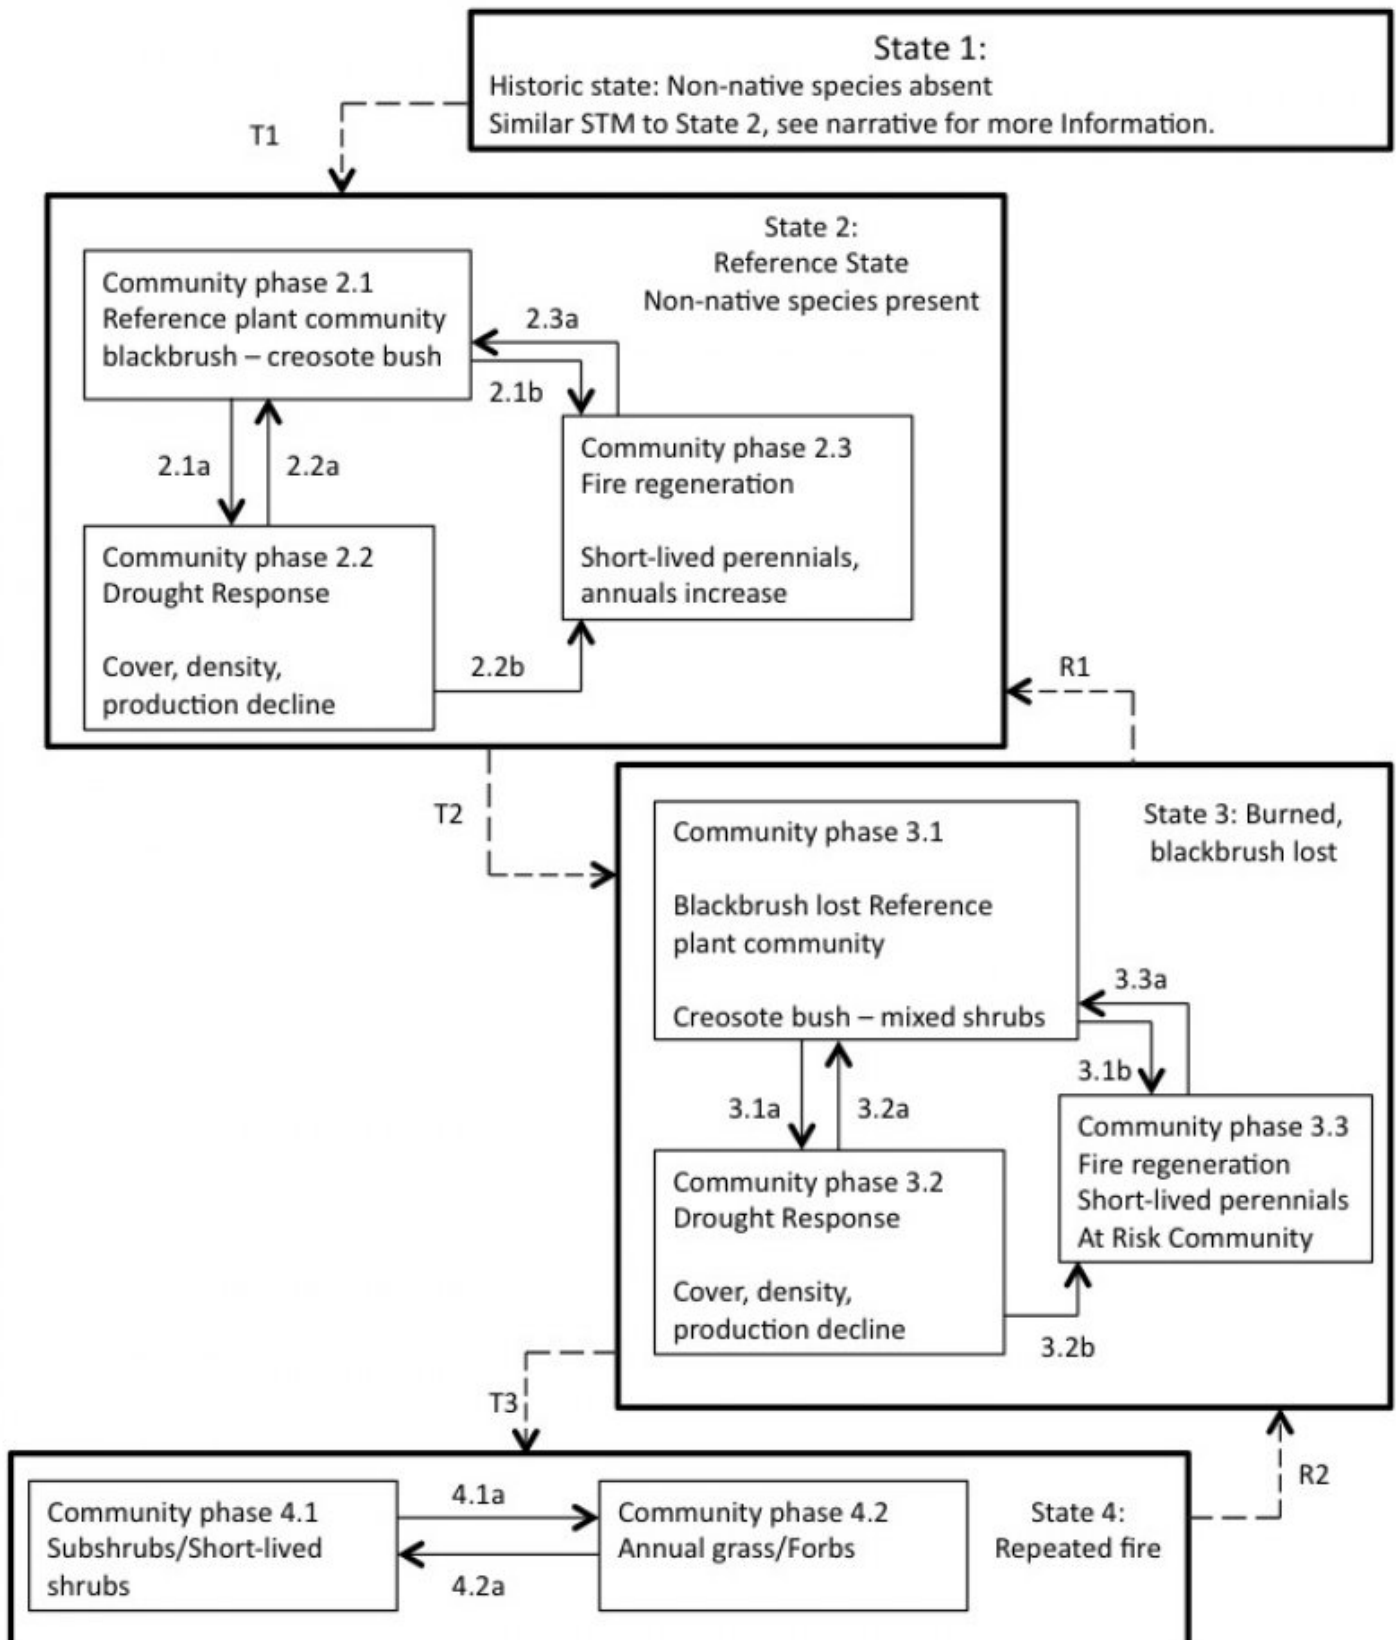 State 1:
Historic state: Non-native species absent
Similar STM to State 2, see narrative for more Information.
T1
State 2:
Reference State
Non-native species present
Community phase 2.1
Reference plant community
blackbrush – creosote bush
2.3a
2.1b
2.1a
2.2a
Community phase 2.3
Fire regeneration
Short-lived perennials,
annuals increase
Community phase 2.2
Drought Response
Cover, density,
production decline
2.2b
R1
T2
State 3: Burned,
blackbrush lost
Community phase 3.1
Blackbrush lost Reference
plant community
Creosote bush – mixed shrubs
3.3a
3.1b
3.1a
3.2a
Community phase 3.3
Fire regeneration
Short-lived perennials
At Risk Community
Community phase 3.2
Drought Response
Cover, density,
production decline
3.2b
T3
R2
Community phase 4.1
Subshrubs/Short-lived
shrubs
4.1a
4.2a
Community phase 4.2
Annual grass/Forbs
State 4:
Repeated fire